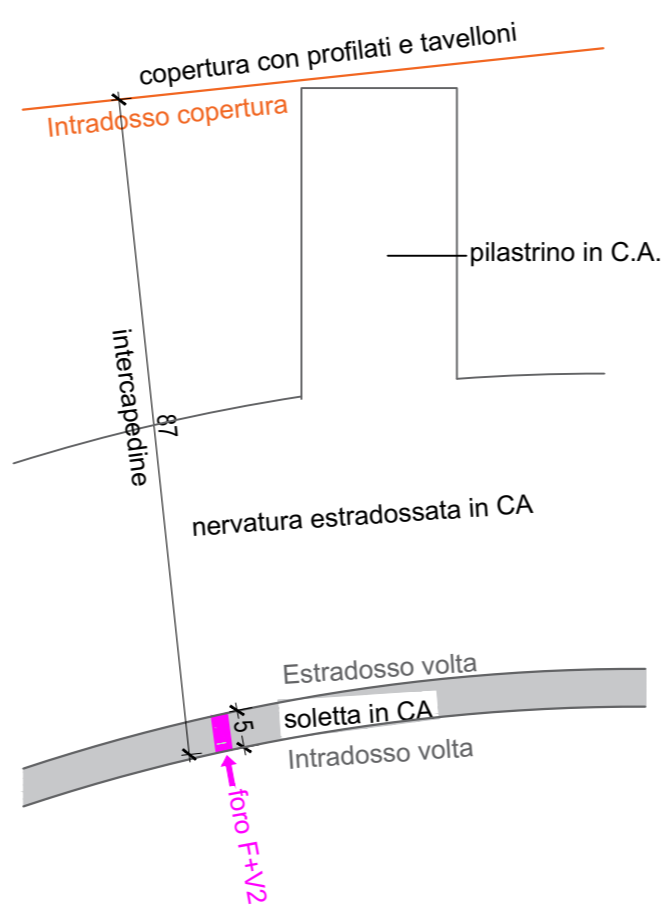 copertura con profilati e tavelloni
Intradosso copertura
pilastrino in C.A.
intercapedine
87
nervatura estradossata in CA
Estradosso volta
soletta in CA
5
Intradosso volta
foro F+V2